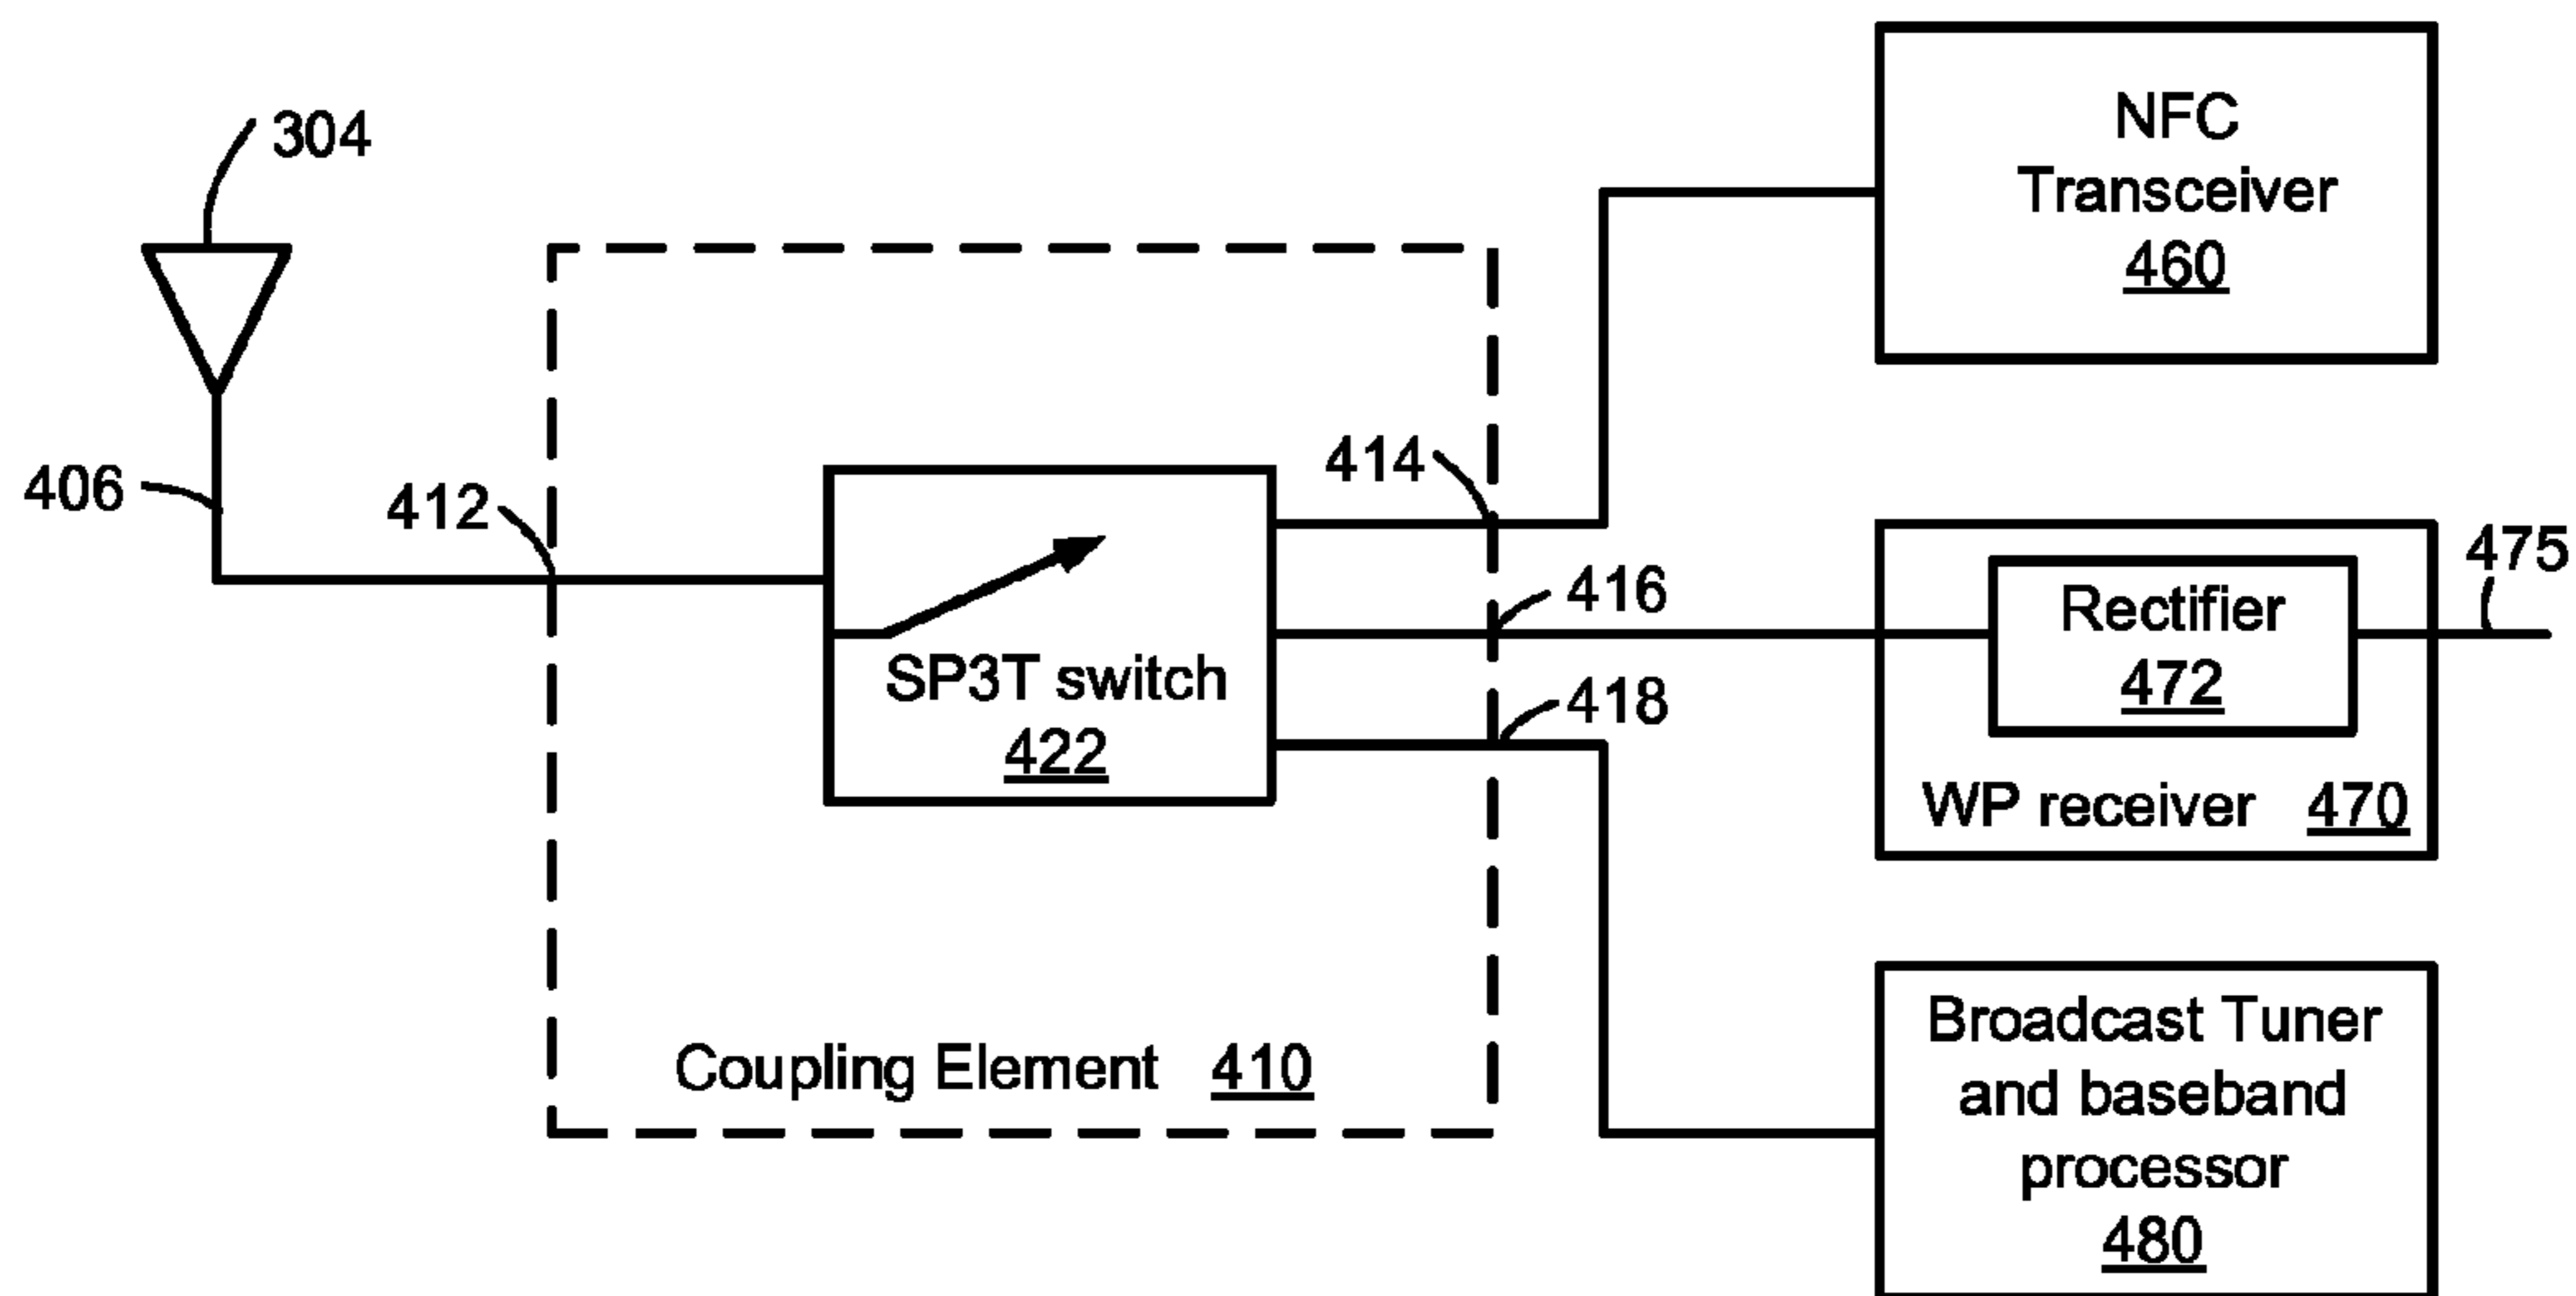 304
406
412
414
416
418
SP3T switch
422
Coupling Element 410
NFC
Transceiver
460
475
Rectifier
472
WP receiver 470
Broadcast Tuner
and baseband
processor
480